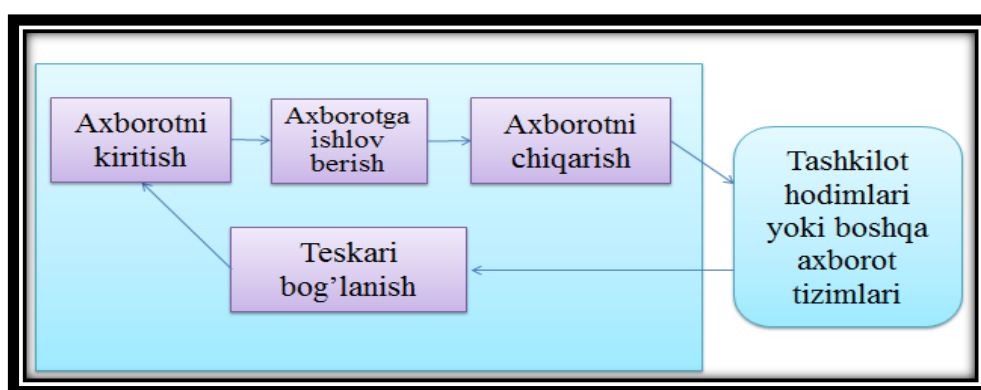 Axborotni
kiritish
Axborotga
ishlov
berish
Axborotni
chiqarish
Tashkilot
hodimlari
yoki boshqa
axborot
tizimlari
Teskari
bog’lanish